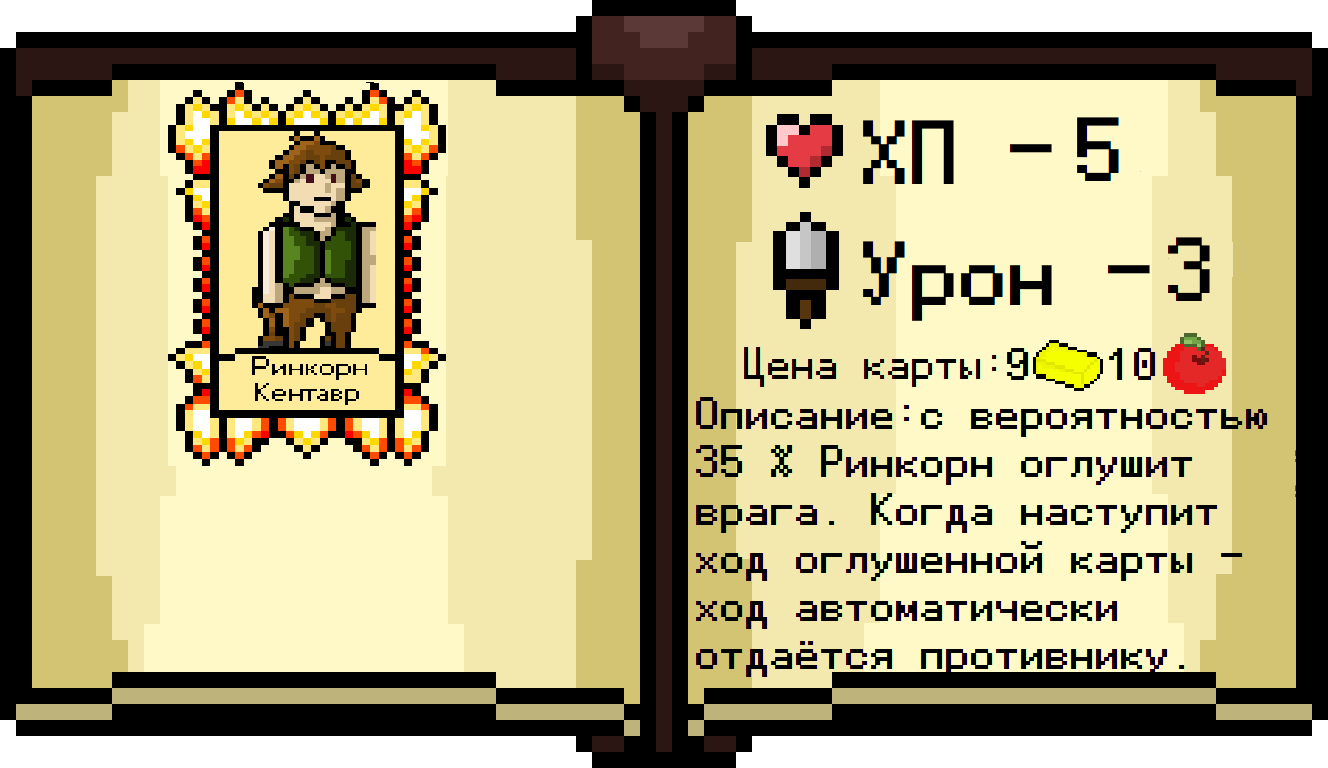 Ринкорн
Кентавр
ХП - 5
Урон - 3
Цена карты:9 10
Описание:с вероятностью
35 % Ринкорн оглушит
врага. Когда наступит
ход оглушенной карты -
ход автоматически
отдаётся противнику.